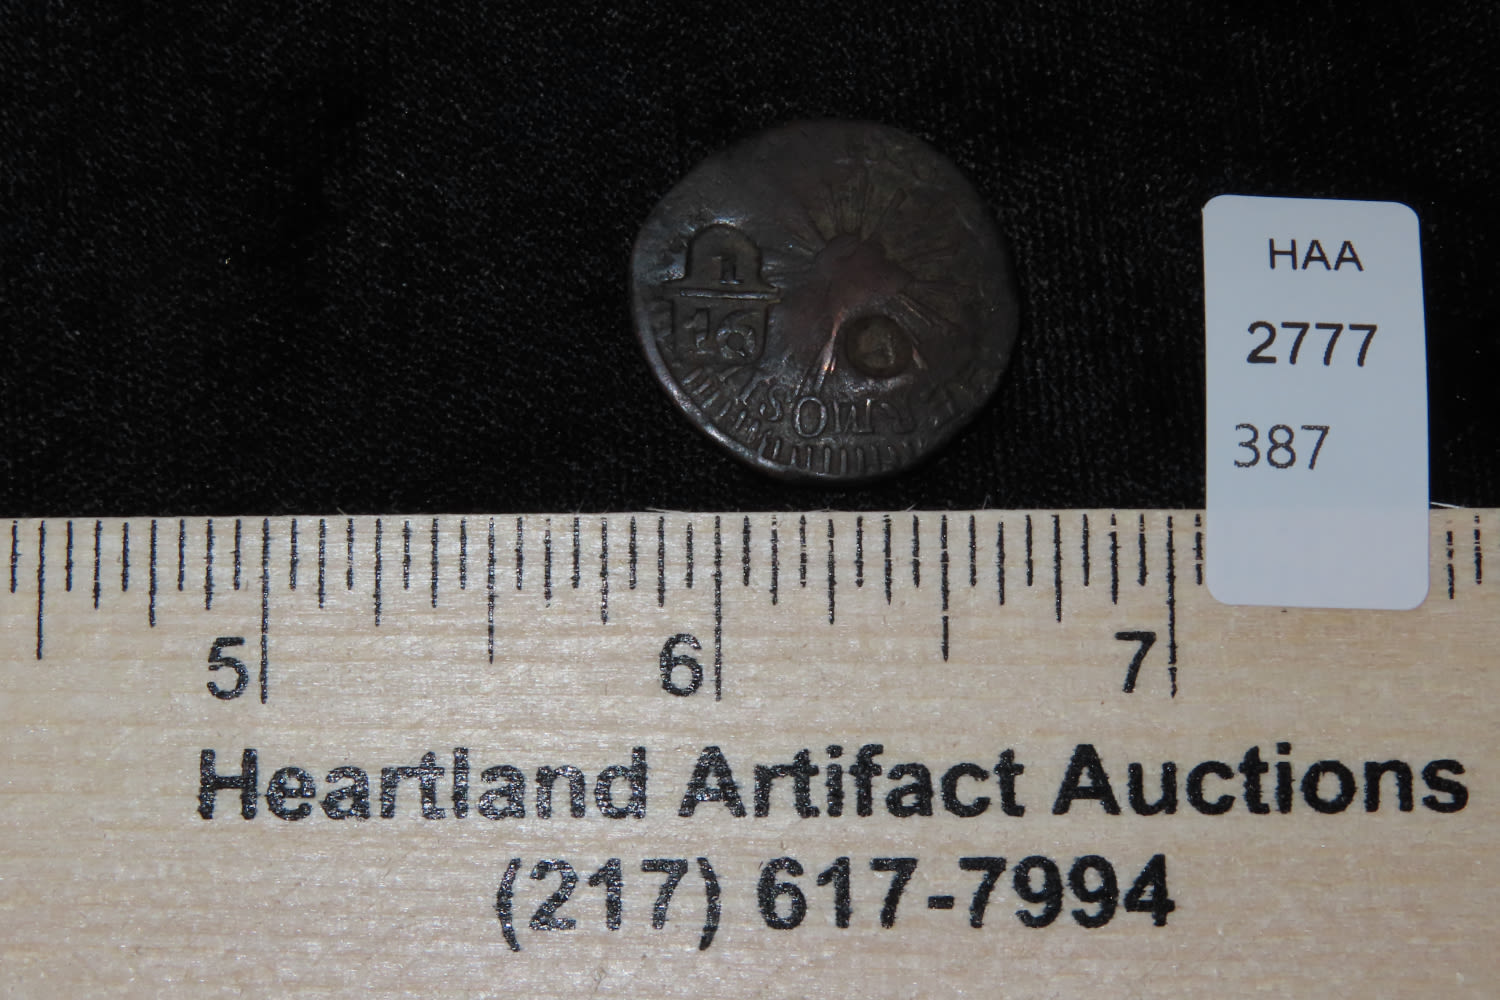 1
16
HAA
2777
387
5 6 7
Heartland Artifact Auctions
(217) 617-7994